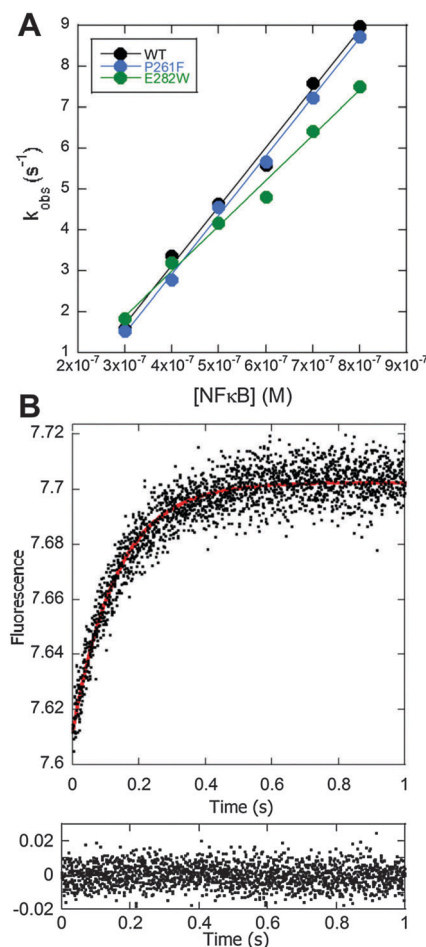 A
9
8
7
6
5
4
3
2
1
k_obs (s⁻¹)
WT
P261F
E282W
2x10⁻⁷ 3x10⁻⁷ 4x10⁻⁷ 5x10⁻⁷ 6x10⁻⁷ 7x10⁻⁷ 8x10⁻⁷ 9x10⁻⁷
[NFκB] (M)
B
7.72
7.7
7.68
7.66
7.64
7.62
7.6
Fluorescence
0 0.2 0.4 0.6 0.8 1
Time (s)
0.02
0
-0.02
0 0.2 0.4 0.6 0.8 1
Time (s)